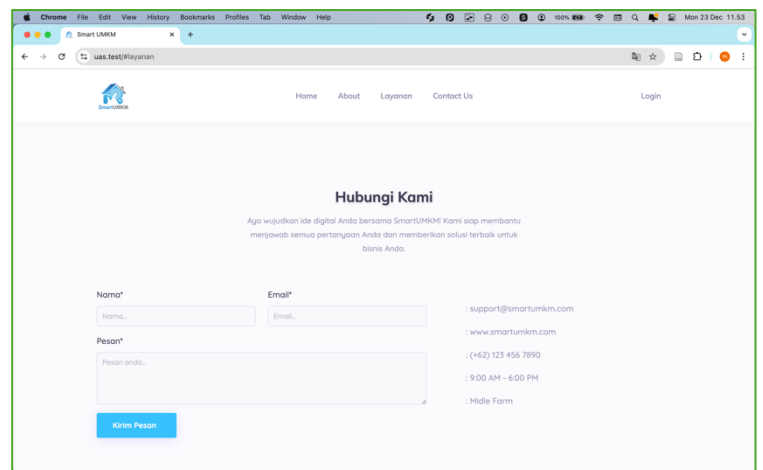 Chrome File Edit View History Bookmarks Profiles Tab Window Help 100% Mon 23 Dec 11.53
Smart UMKM
uas.test/#layanan
SmartUMKM
Home About Layanan Contact Us Login
Hubungi Kami
Ayo wujudkan ide digital Anda bersama SmartUMKM! Kami siap membantu
menjawab semua pertanyaan Anda dan memberikan solusi terbaik untuk
bisnis Anda.
Nama* Email*
Nama.. Email..
: support@smartumkm.com
: www.smartumkm.com
Pesan*
: (+62) 123 456 7890
Pesan anda..
: 9:00 AM - 6:00 PM
: Midle Farm
Kirim Pesan